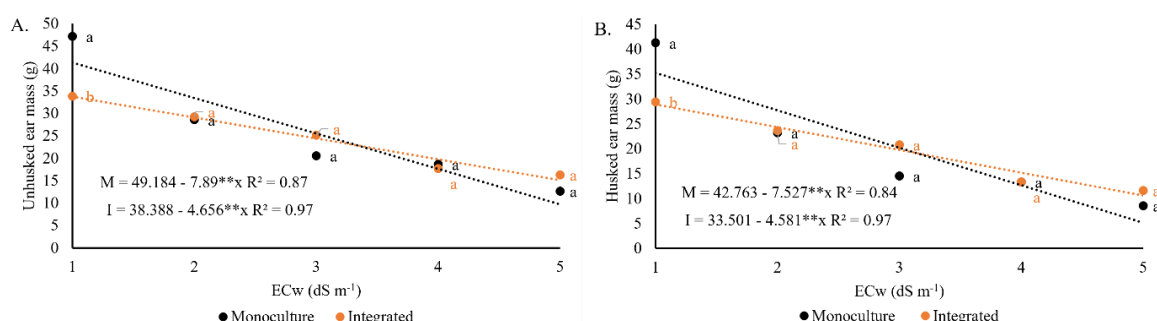 A.
Unhusked ear mass (g)
50
45
40
35
30
25
20
15
10
5
0
a
b
a
a
a
a
a
a
a
a
M = 49.184 - 7.89**x R² = 0.87
I = 38.388 - 4.656**x R² = 0.97
1 2 3 4 5
ECw (dS m⁻¹)
Monoculture Integrated
B.
Husked ear mass (g)
45
40
35
30
25
20
15
10
5
0
a
b
a
a
a
a
a
a
a
a
M = 42.763 - 7.527**x R² = 0.84
I = 33.501 - 4.581**x R² = 0.97
1 2 3 4 5
ECw (dS m⁻¹)
Monoculture Integrated